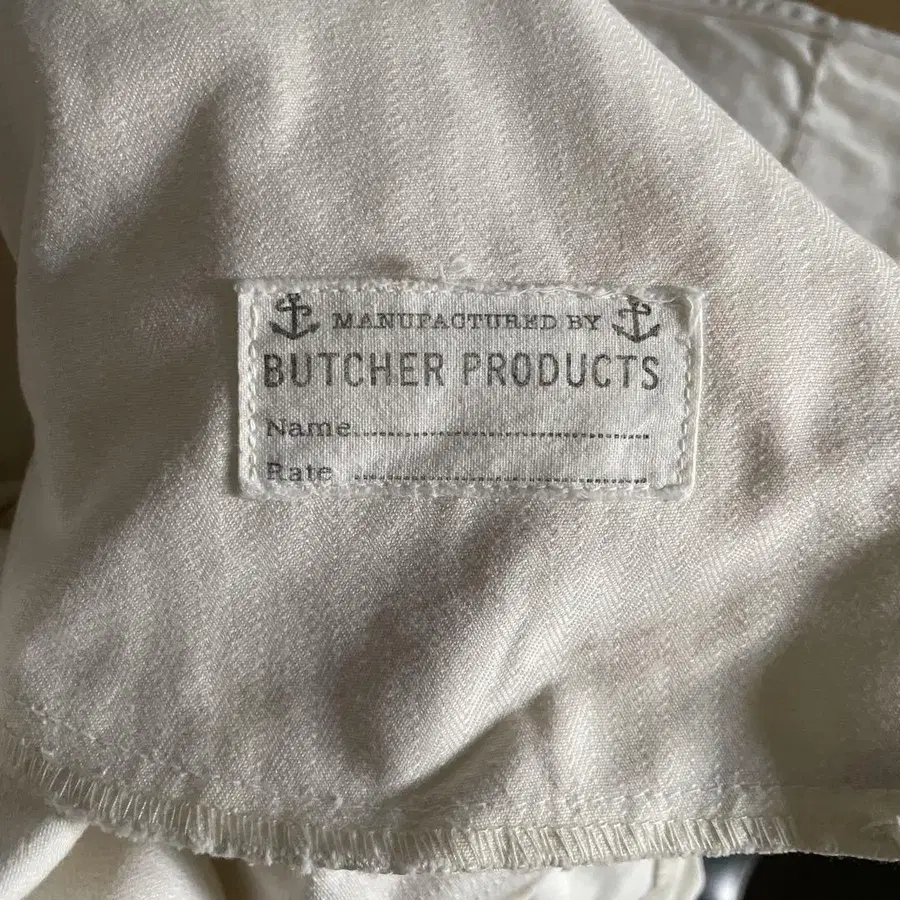 MANUFACTURED BY
BUTCHER PRODUCTS
Name
Rate